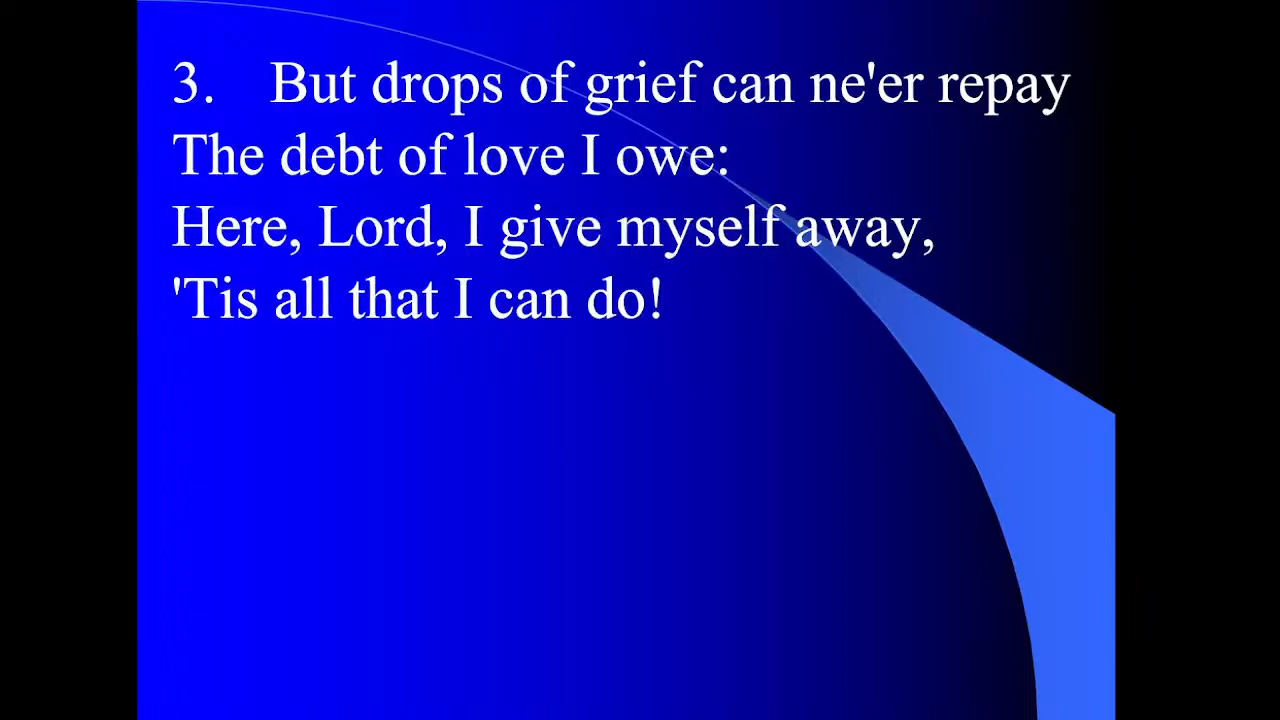 3. But drops of grief can ne'er repay
The debt of love I owe:
Here, Lord, I give myself away,
'Tis all that I can do!